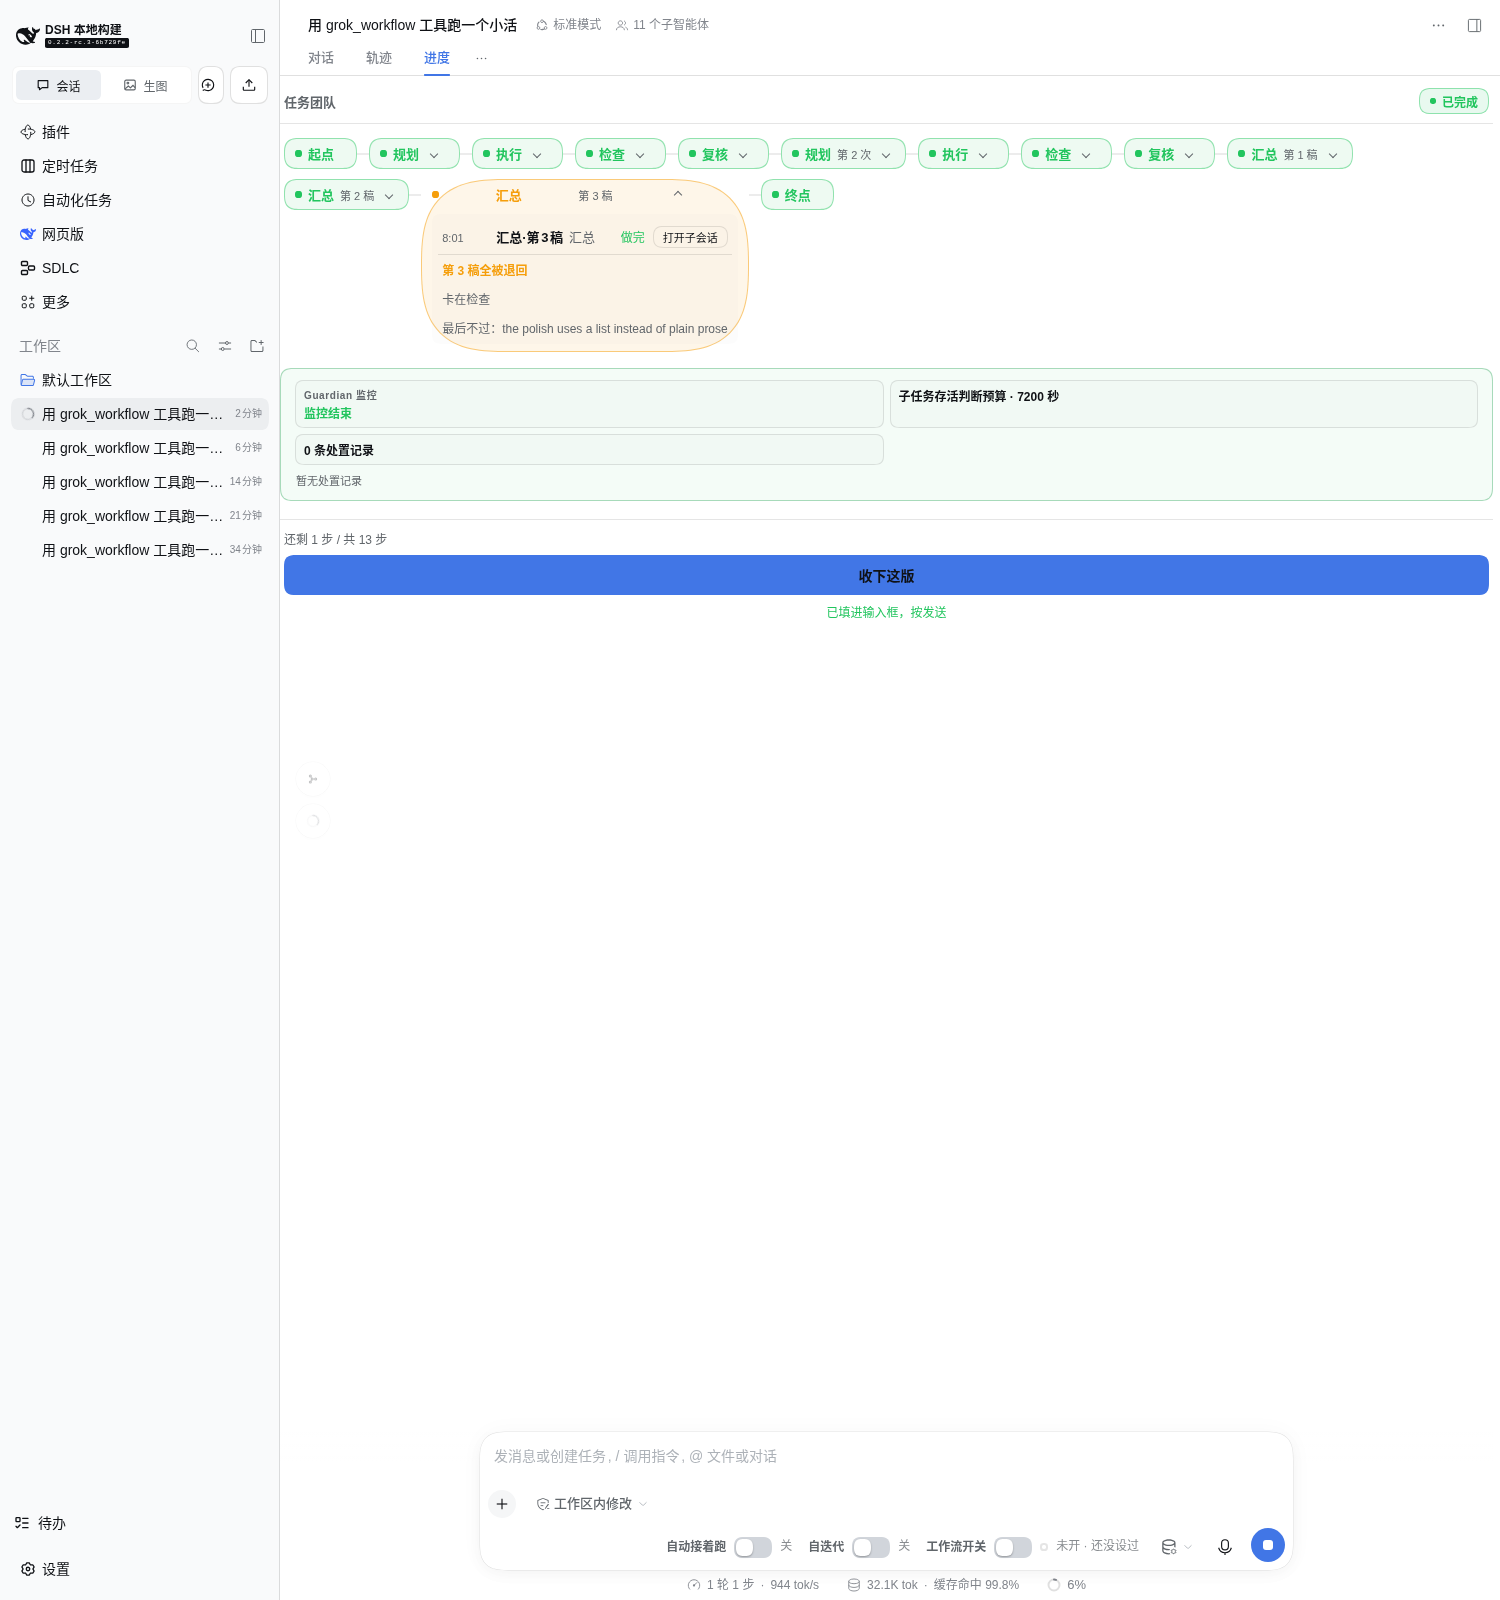 DSH 本地构建
0.2.2-rc.3-6b729fe
会话
生图
插件
定时任务
自动化任务
网页版
SDLC
更多
工作区
默认工作区
用 grok_workflow 工具跑一… 2分钟
用 grok_workflow 工具跑一… 6分钟
用 grok_workflow 工具跑一… 14分钟
用 grok_workflow 工具跑一… 21分钟
用 grok_workflow 工具跑一… 34分钟
待办
设置
用 grok_workflow 工具跑一个小活 标准模式 11 个子智能体
对话 轨迹 进度 …
任务团队 已完成
起点 规划 执行 检查 复核 规划 第 2 次 执行 检查 复核 汇总 第 1 稿
汇总 第 2 稿 汇总 第 3 稿 终点
8:01 汇总·第3稿 汇总 做完 打开子会话
第 3 稿全被退回
卡在检查
最后不过：the polish uses a list instead of plain prose
Guardian 监控
监控结束
子任务存活判断预算 · 7200 秒
0 条处置记录
暂无处置记录
还剩 1 步 / 共 13 步
收下这版
已填进输入框，按发送
发消息或创建任务, / 调用指令, @ 文件或对话
工作区内修改
自动接着跑 关 自迭代 关 工作流开关 未开 · 还没设过
1 轮 1 步 · 944 tok/s 32.1K tok · 缓存命中 99.8% 6%